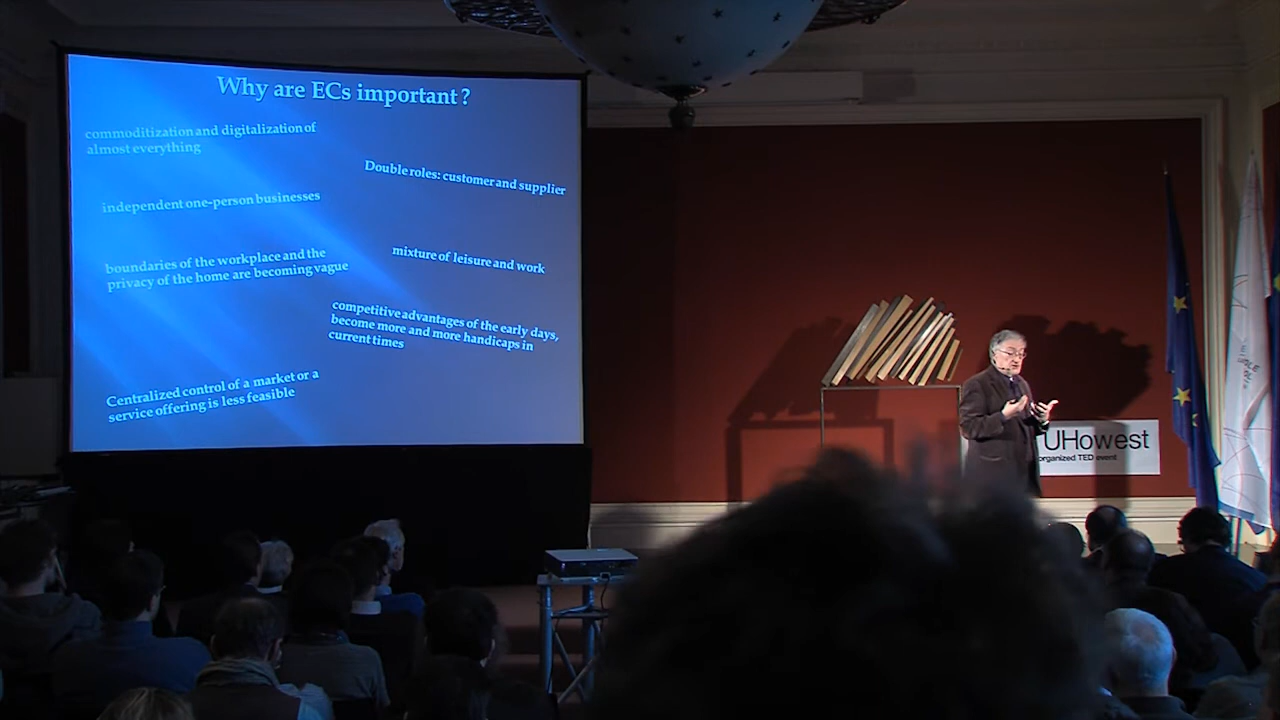 Why are ECs important ?
commoditization and digitalization of
almost everything
Double roles: customer and supplier
independent one-person businesses
mixture of leisure and work
boundaries of the workplace and the
privacy of the home are becoming vague
competitive advantages of the early days,
become more and more handicaps in
current times
Centralized control of a market or a
service offering is less feasible
UHowest
organized TED event